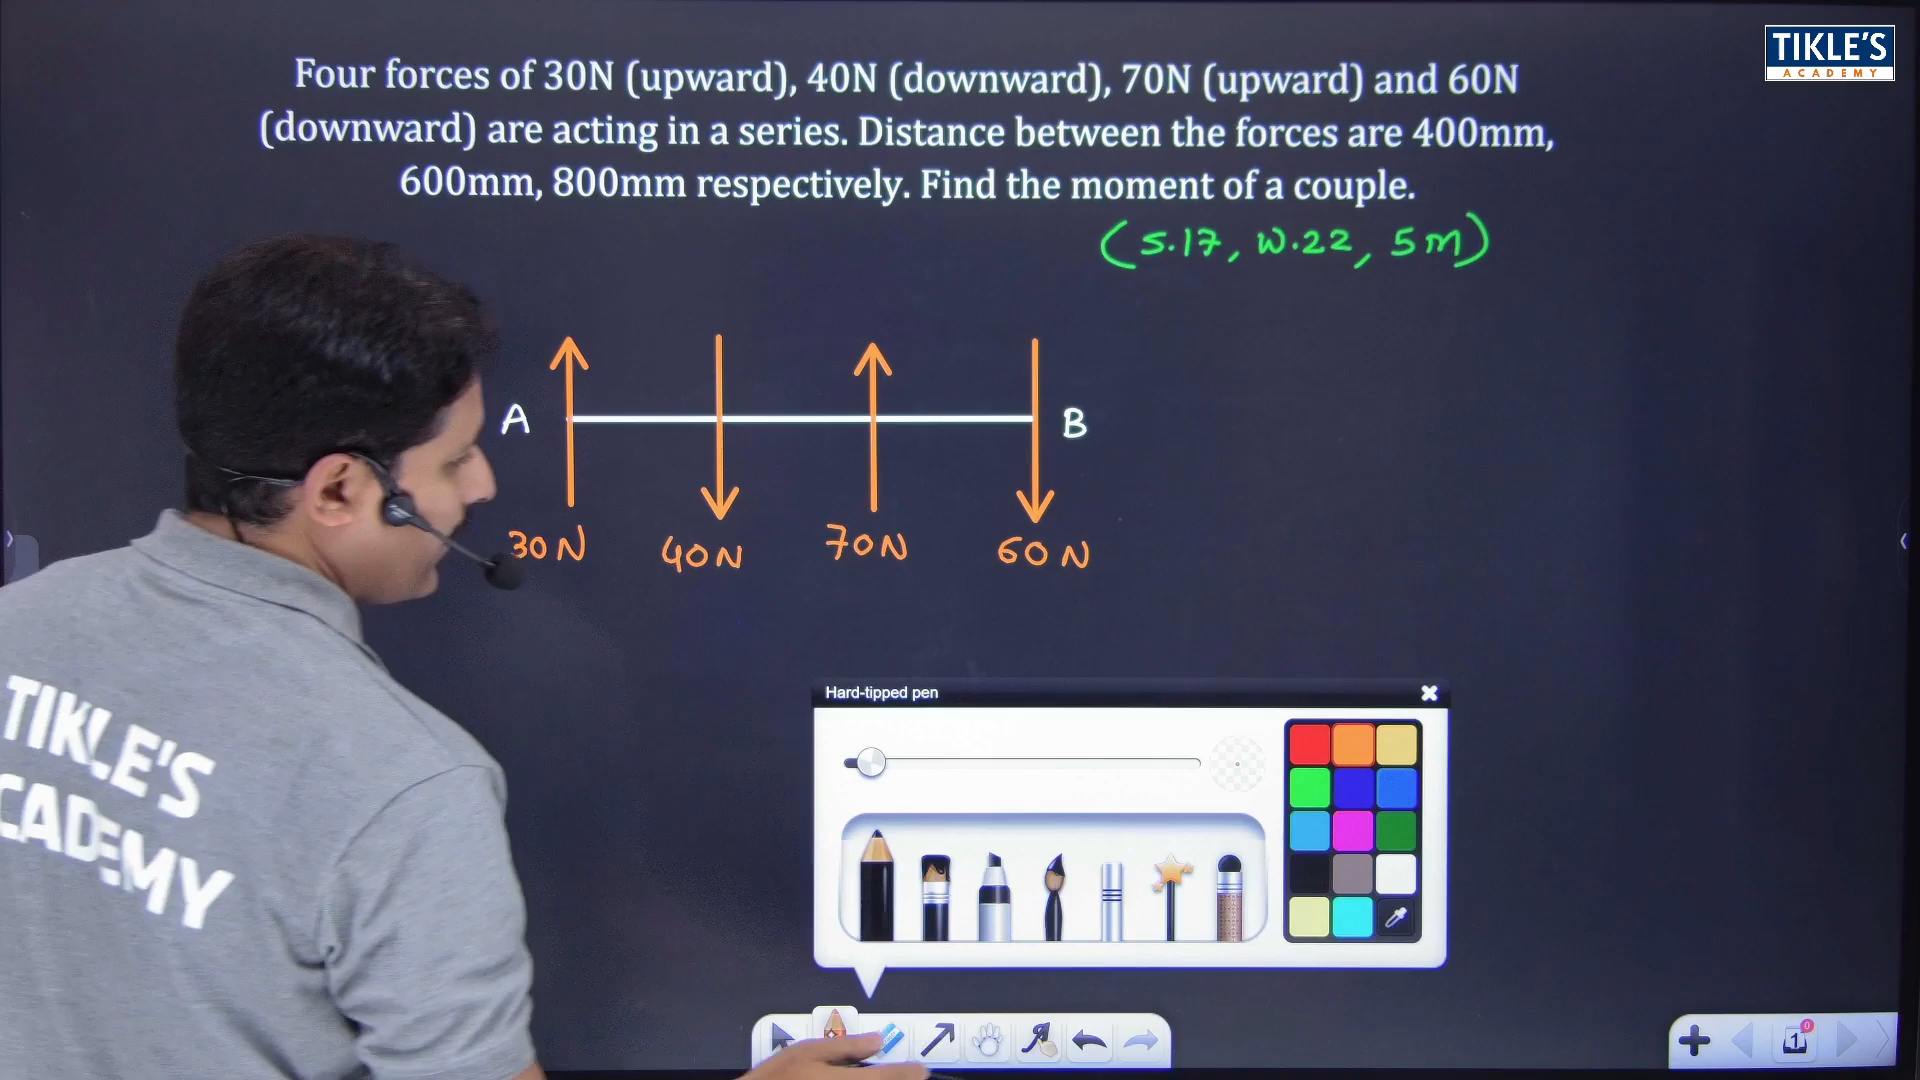 TIKLE'S
ACADEMY
Four forces of 30N (upward), 40N (downward), 70N (upward) and 60N
(downward) are acting in a series. Distance between the forces are 400mm,
600mm, 800mm respectively. Find the moment of a couple.
(S.17, W.22, 5m)
A
B
30N
40N
70N
60N
TIKLE'S
CADEMY
Hard-tipped pen
1
0